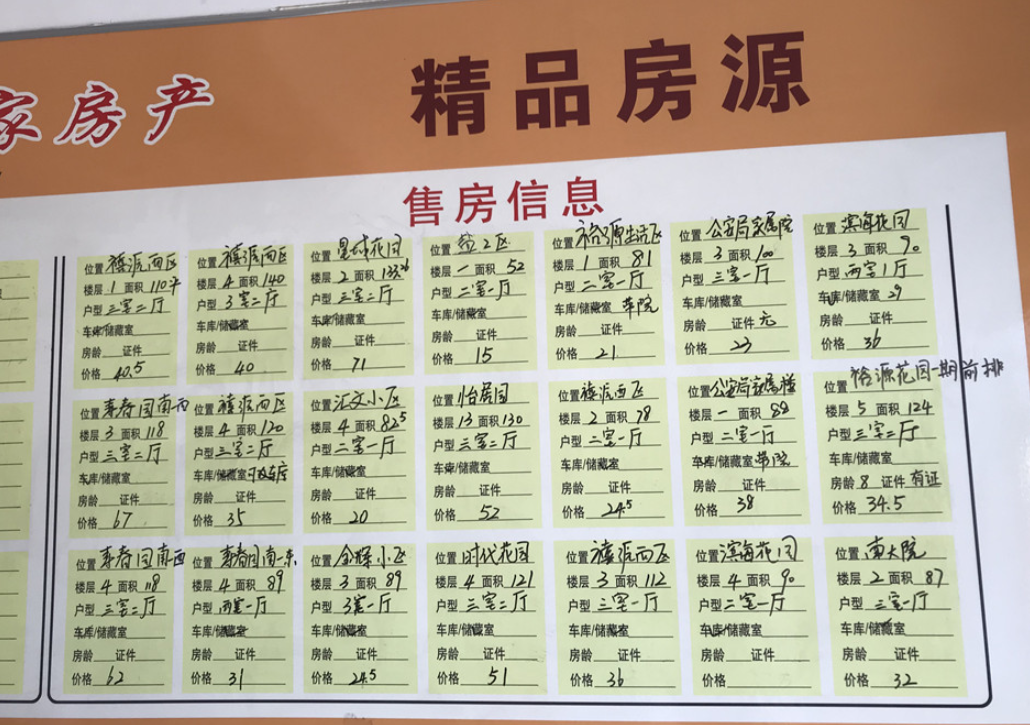 家房产
精品房源
售房信息
位置 禧源西区
楼层 1 面积 110平
户型 三室二厅
车库/储藏室
房龄 证件
价格 40.5
位置 禧源西区
楼层 4 面积 140
户型 3室二厅
车库/储藏室
房龄 证件
价格 40
位置 星球花园
楼层 2 面积 133.26
户型 三室二厅
车库/储藏室
房龄 证件
价格 71
位置 盐工区
楼层 一 面积 52
户型 二室一厅
车库/储藏室
房龄 证件
价格 15
位置 裕源生活区
楼层 1 面积 81
户型 二室一厅
车库/储藏室 带院
房龄 证件
价格 21
位置 公安局家属院
楼层 3 面积 100
户型 三室一厅
车库/储藏室
房龄 证件 无
价格 23
位置 滨海花园
楼层 3 面积 90
户型 两室1厅
车库/储藏室 29
房龄 证件
价格 36
位置 寿春园南西
楼层 3 面积 118
户型 三室二厅
车库/储藏室
房龄 证件
价格 67
位置 禧源西区
楼层 4 面积 120
户型 三室二厅
车库/储藏室 车库
房龄 证件
价格 35
位置 汇文小区
楼层 4 面积 82.5
户型 二室一厅
车库/储藏室
房龄 证件
价格 20
位置 怡居园
楼层 13 面积 130
户型 三室二厅
车库/储藏室
房龄 证件
价格 52
位置 禧源西区
楼层 2 面积 78
户型 二室一厅
车库/储藏室
房龄 证件
价格 24.5
位置 公安局家属楼
楼层 一 面积 89
户型 二室一厅
车库/储藏室 带院
房龄 证件
价格 38
位置 裕源花园一期前排
楼层 5 面积 124
户型 三室二厅
车库/储藏室
房龄 8 证件 有证
价格 34.5
位置 寿春园南西
楼层 4 面积 118
户型 三室二厅
车库/储藏室
房龄 证件
价格 62
位置 寿春园南东
楼层 4 面积 89
户型 两室一厅
车库/储藏室
房龄 证件
价格 31
位置 金辉小区
楼层 3 面积 89
户型 3室一厅
车库/储藏室
房龄 证件
价格 24.5
位置 时代花园
楼层 4 面积 121
户型 三室二厅
车库/储藏室
房龄 证件
价格 51
位置 禧源西区
楼层 3 面积 112
户型 三室一厅
车库/储藏室
房龄 证件
价格 36
位置 滨海花园
楼层 4 面积 90
户型 二室一厅
车库/储藏室
房龄 证件
价格
位置 南大院
楼层 2 面积 87
户型 三室一厅
车库/储藏室
房龄 证件
价格 32